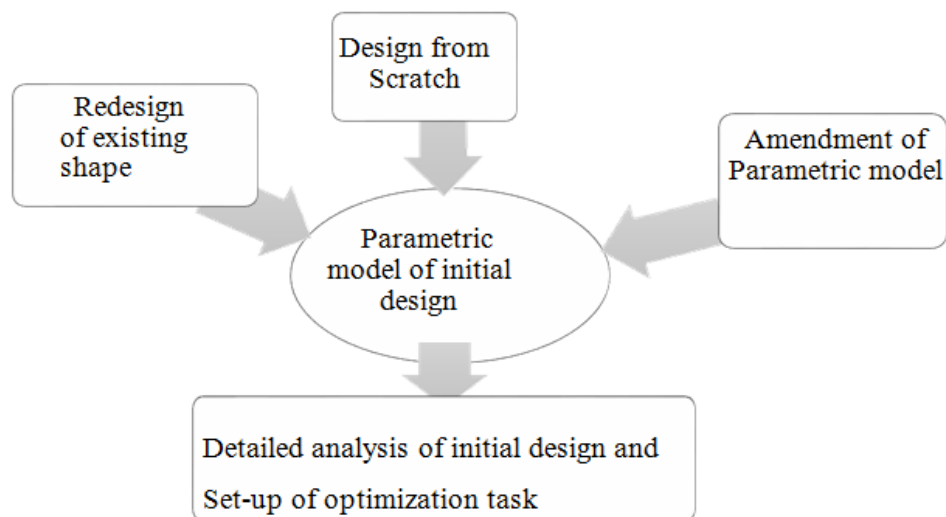 Design from
Scratch
Redesign
of existing
shape
Amendment of
Parametric model
Parametric
model of initial
design
Detailed analysis of initial design and
Set-up of optimization task